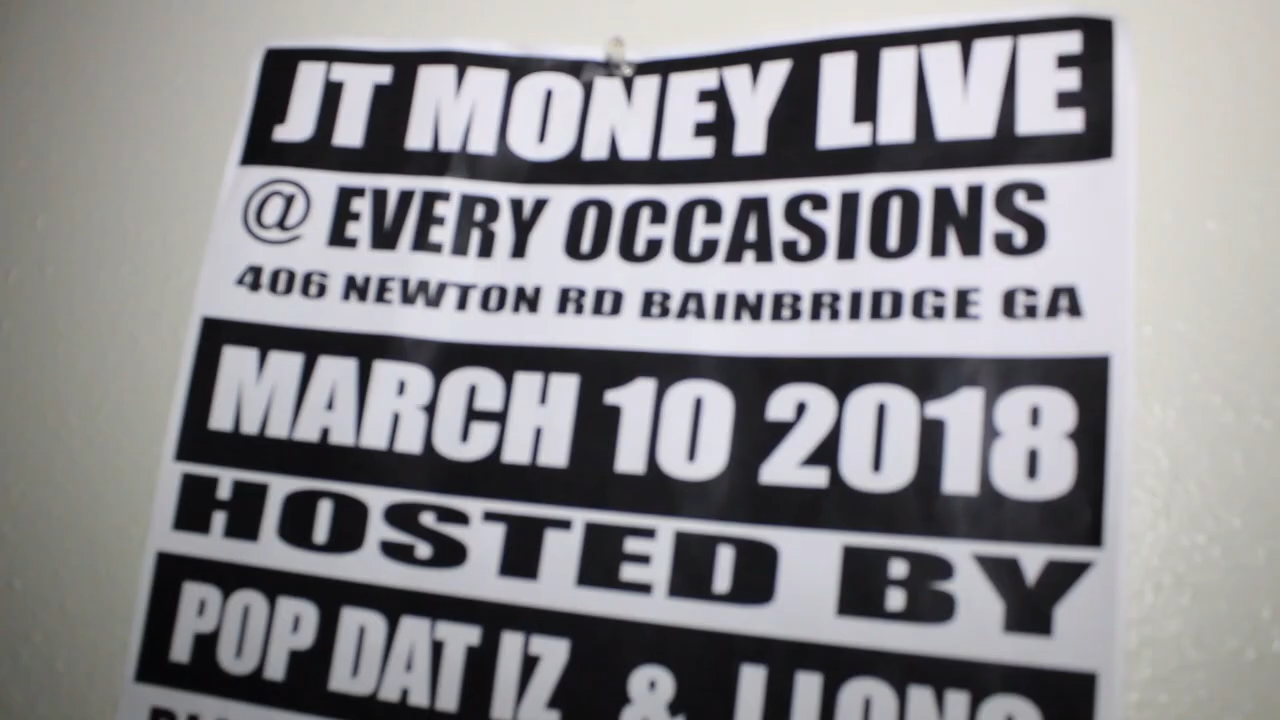 JT MONEY LIVE
@ EVERY OCCASIONS
406 NEWTON RD BAINBRIDGE GA
MARCH 10 2018
HOSTED BY
POP DAT IZ &